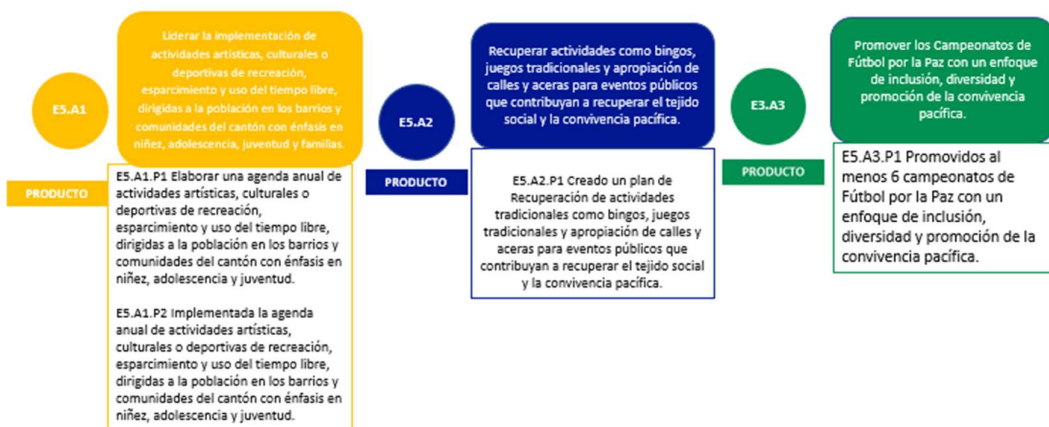 E5.A1
Liderar la implementación de
actividades artísticas, culturales o
deportivas de recreación,
esparcimiento y uso del tiempo libre,
dirigidas a la población en los barrios y
comunidades del cantón con énfasis en
niñez, adolescencia, juventud y familias.
PRODUCTO
E5.A1.P1 Elaborar una agenda anual de
actividades artísticas, culturales o
deportivas de recreación,
esparcimiento y uso del tiempo libre,
dirigidas a la población en los barrios y
comunidades del cantón con énfasis en
niñez, adolescencia y juventud.
E5.A1.P2 Implementada la agenda
anual de actividades artísticas,
culturales o deportivas de recreación,
esparcimiento y uso del tiempo libre,
dirigidas a la población en los barrios y
comunidades del cantón con énfasis en
niñez, adolescencia y juventud.
E5.A2
Recuperar actividades como bingos,
juegos tradicionales y apropiación de
calles y aceras para eventos públicos
que contribuyan a recuperar el tejido
social y la convivencia pacífica.
PRODUCTO
E5.A2.P1 Creado un plan de
Recuperación de actividades
tradicionales como bingos, juegos
tradicionales y apropiación de calles y
aceras para eventos públicos que
contribuyan a recuperar el tejido social
y la convivencia pacífica.
E3.A3
Promover los Campeonatos de
Fútbol por la Paz con un enfoque
de inclusión, diversidad y
promoción de la convivencia
pacífica.
PRODUCTO
E5.A3.P1 Promovidos al
menos 6 campeonatos de
Fútbol por la Paz con un
enfoque de inclusión,
diversidad y promoción de la
convivencia pacífica.